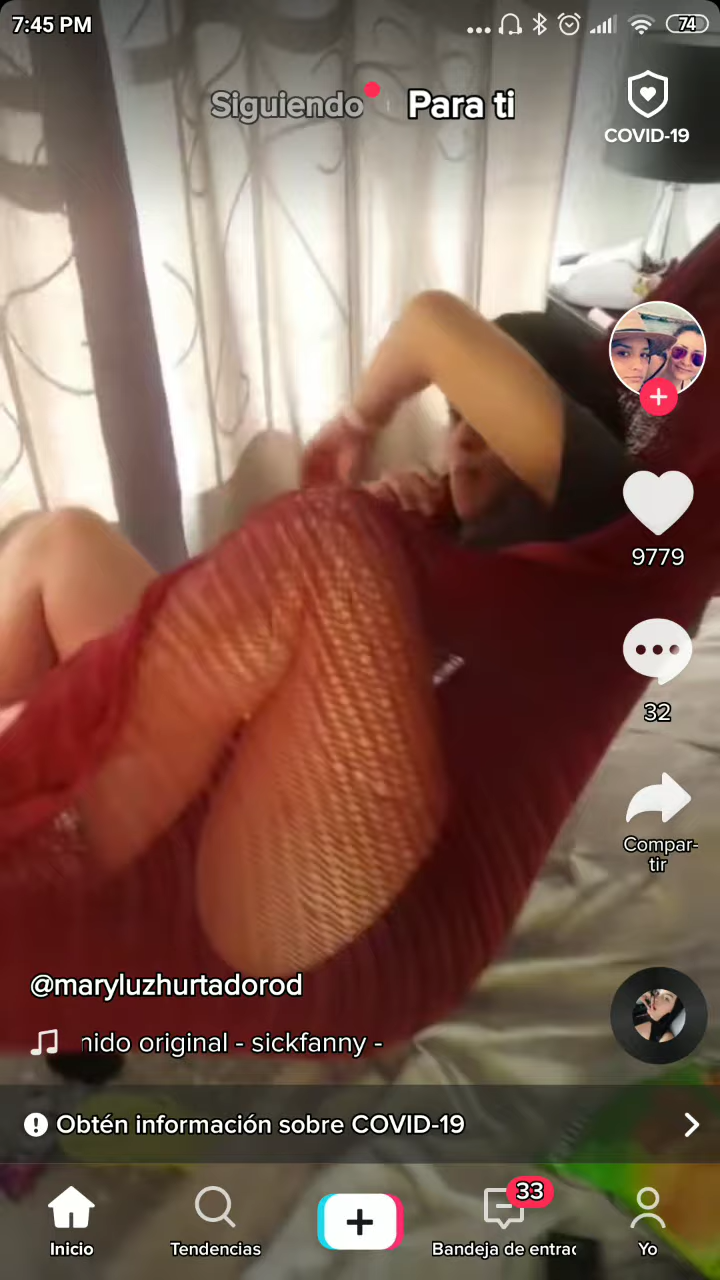 7:45 PM
74
Siguiendo
Para ti
COVID-19
9779
32
Compar-
tir
@maryluzhurtadorod
nido original - sickfanny -
Obtén información sobre COVID-19
33
Inicio
Tendencias
Bandeja de entrac
Yo